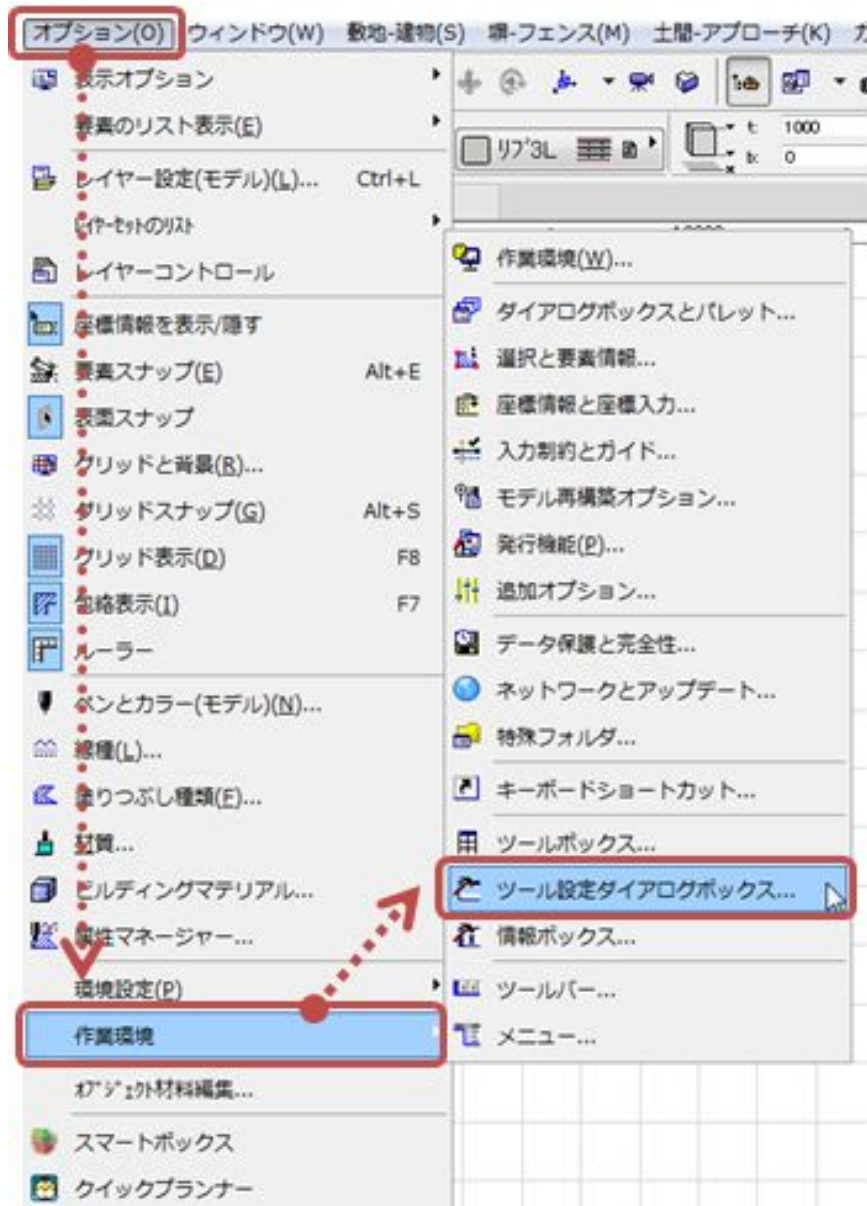 オプション(O) ウィンドウ(W) 敷地-建物(S) 塀-フェンス(M) 土間-アプローチ(K)
表示オプション
要素のリスト表示(E)
リブ3L
t: 1000
b: 0
レイヤー設定(モデル)(L)... Ctrl+L
レイヤーセットのリスト
レイヤーコントロール
座標情報を表示/隠す
要素スナップ(E) Alt+E
表面スナップ
グリッドと背景(R)...
グリッドスナップ(G) Alt+S
グリッド表示(D) F8
包絡表示(I) F7
ルーラー
ペンとカラー(モデル)(N)...
線種(L)...
塗りつぶし種類(F)...
材質...
ビルディングマテリアル...
属性マネージャー...
環境設定(P)
作業環境
オブジェクト材料編集...
スマートボックス
クイックプランナー
作業環境(W)...
ダイアログボックスとパレット...
選択と要素情報...
座標情報と座標入力...
入力制約とガイド...
モデル再構築オプション...
発行機能(P)...
追加オプション...
データ保護と完全性...
ネットワークとアップデート...
特殊フォルダ...
キーボードショートカット...
ツールボックス...
ツール設定ダイアログボックス...
情報ボックス...
ツールバー...
メニュー...